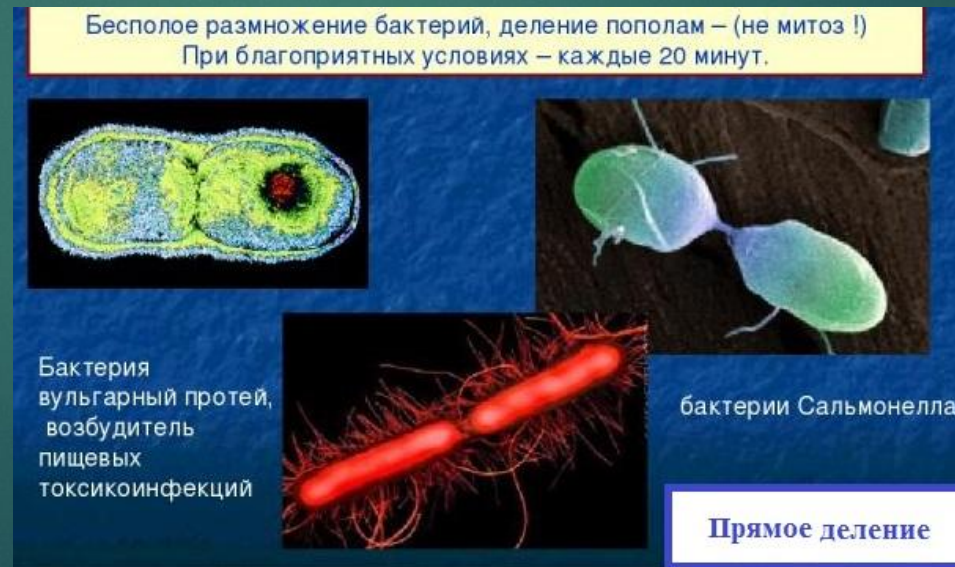 Бесполое размножение бактерий, деление пополам – (не митоз !)
При благоприятных условиях – каждые 20 минут.
Бактерия
вульгарный протей,
возбудитель
пищевых
токсикоинфекций
бактерии Сальмонелла
Прямое деление